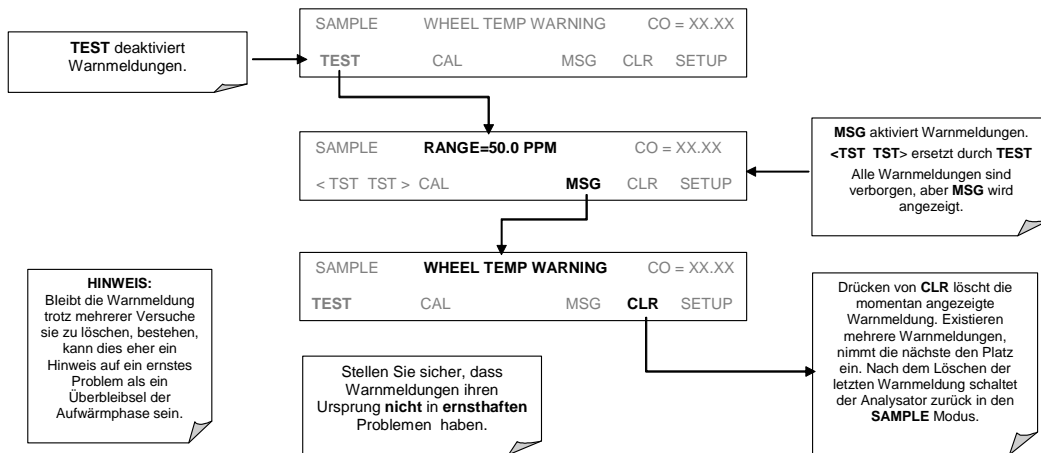 SAMPLE WHEEL TEMP WARNING CO = XX.XX
TEST CAL MSG CLR SETUP
TEST deaktiviert
Warnmeldungen.
SAMPLE RANGE=50.0 PPM CO = XX.XX
< TST TST > CAL MSG CLR SETUP
MSG aktiviert Warnmeldungen.
<TST TST> ersetzt durch TEST
Alle Warnmeldungen sind
verborgen, aber MSG wird
angezeigt.
SAMPLE WHEEL TEMP WARNING CO = XX.XX
TEST CAL MSG CLR SETUP
HINWEIS:
Bleibt die Warnmeldung
trotz mehrerer Versuche
sie zu löschen, bestehen,
kann dies eher ein
Hinweis auf ein ernstes
Problem als ein
Überbleibsel der
Aufwärmphase sein.
Stellen Sie sicher, dass
Warnmeldungen ihren
Ursprung nicht in ernsthaften
Problemen haben.
Drücken von CLR löscht die
momentan angezeigte
Warnmeldung. Existieren
mehrere Warnmeldungen,
nimmt die nächste den Platz
ein. Nach dem Löschen der
letzten Warnmeldung schaltet
der Analysator zurück in den
SAMPLE Modus.